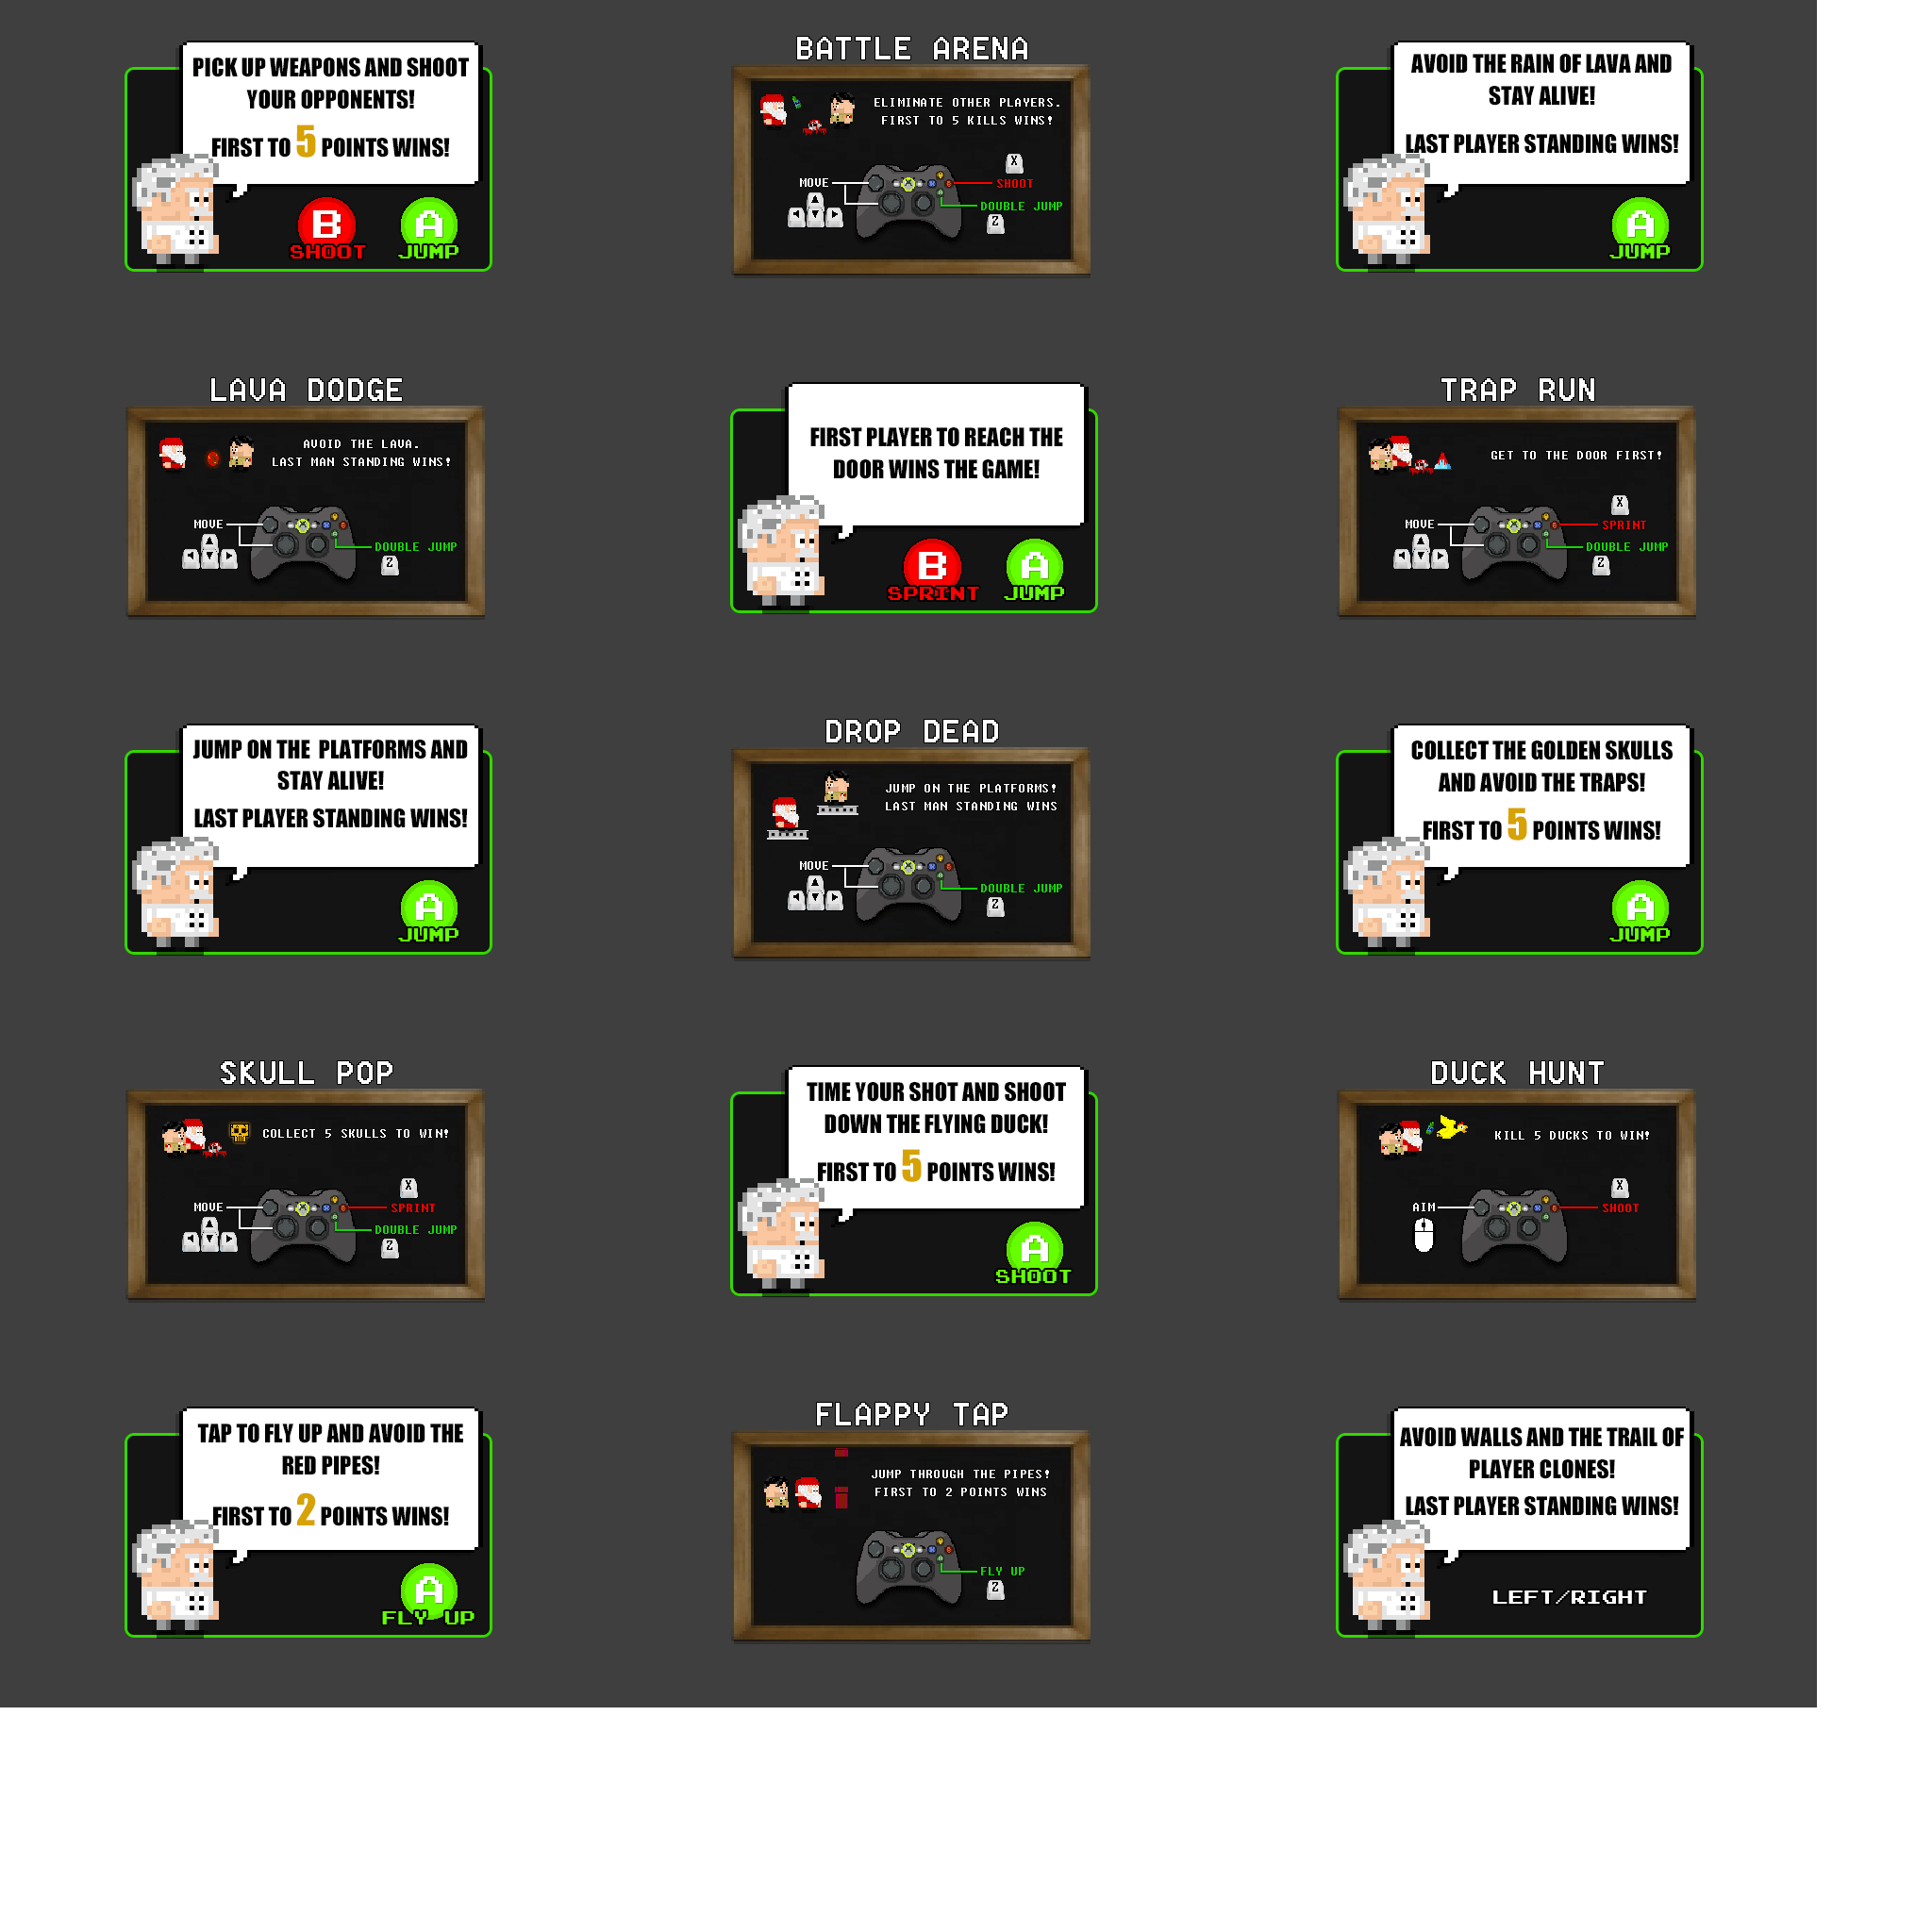 PICK UP WEAPONS AND SHOOT
YOUR OPPONENTS!
FIRST TO 5 POINTS WINS!
B
SHOOT
A
JUMP
BATTLE ARENA
ELIMINATE OTHER PLAYERS.
FIRST TO 5 KILLS WINS!
X
MOVE
SHOOT
DOUBLE JUMP
Z
AVOID THE RAIN OF LAVA AND
STAY ALIVE!
LAST PLAYER STANDING WINS!
A
JUMP
LAVA DODGE
AVOID THE LAVA.
LAST MAN STANDING WINS!
MOVE
DOUBLE JUMP
Z
FIRST PLAYER TO REACH THE
DOOR WINS THE GAME!
B
SPRINT
A
JUMP
TRAP RUN
GET TO THE DOOR FIRST!
X
MOVE
SPRINT
DOUBLE JUMP
Z
JUMP ON THE PLATFORMS AND
STAY ALIVE!
LAST PLAYER STANDING WINS!
A
JUMP
DROP DEAD
JUMP ON THE PLATFORMS!
LAST MAN STANDING WINS
MOVE
DOUBLE JUMP
Z
COLLECT THE GOLDEN SKULLS
AND AVOID THE TRAPS!
FIRST TO 5 POINTS WINS!
A
JUMP
SKULL POP
COLLECT 5 SKULLS TO WIN!
X
MOVE
SPRINT
DOUBLE JUMP
Z
TIME YOUR SHOT AND SHOOT
DOWN THE FLYING DUCK!
FIRST TO 5 POINTS WINS!
A
SHOOT
DUCK HUNT
KILL 5 DUCKS TO WIN!
X
AIM
SHOOT
TAP TO FLY UP AND AVOID THE
RED PIPES!
FIRST TO 2 POINTS WINS!
A
FLY UP
FLAPPY TAP
JUMP THROUGH THE PIPES!
FIRST TO 2 POINTS WINS
FLY UP
Z
AVOID WALLS AND THE TRAIL OF
PLAYER CLONES!
LAST PLAYER STANDING WINS!
LEFT/RIGHT